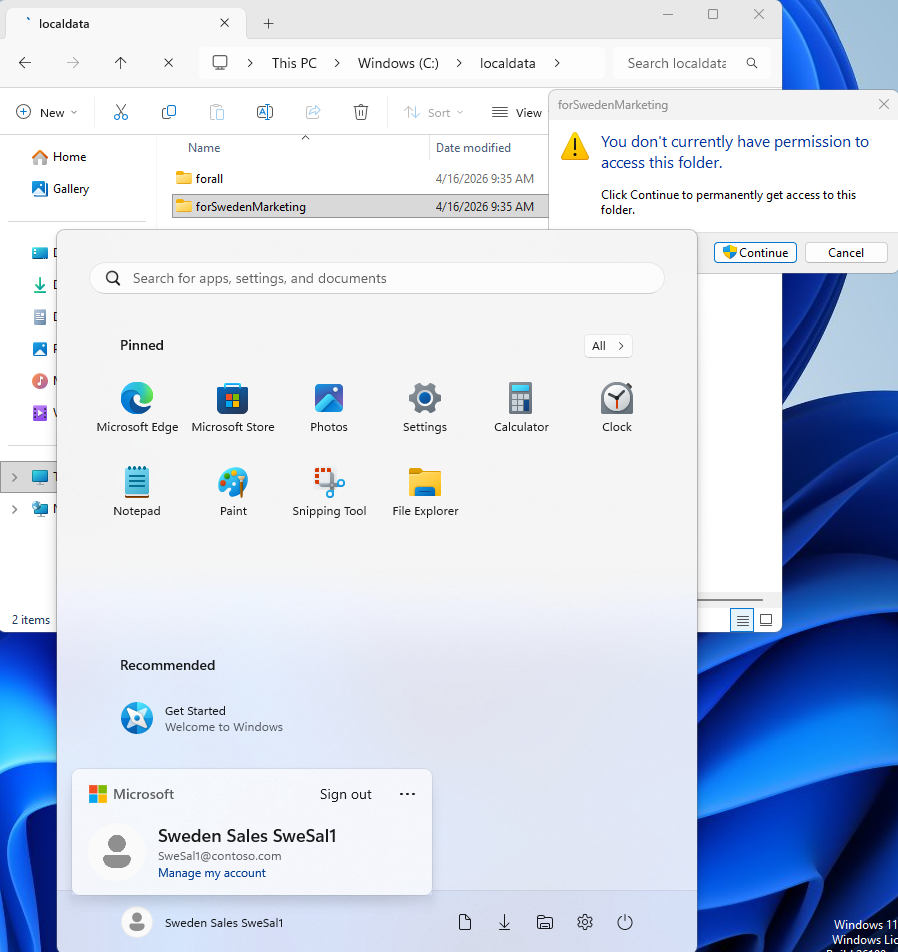 localdata
This PC
Windows (C:)
localdata
Search localdata
New
Sort
View
Name
Date modified
forall
4/16/2026 9:35 AM
forSwedenMarketing
4/16/2026 9:35 AM
Home
Gallery
2 items
forSwedenMarketing
You don't currently have permission to
access this folder.
Click Continue to permanently get access to this
folder.
Continue
Cancel
Search for apps, settings, and documents
Pinned
All
Microsoft Edge
Microsoft Store
Photos
Settings
Calculator
Clock
Notepad
Paint
Snipping Tool
File Explorer
Recommended
Get Started
Welcome to Windows
Microsoft
Sign out
Sweden Sales SweSal1
SweSal1@contoso.com
Manage my account
Sweden Sales SweSal1
Windows 11
Windows Lic